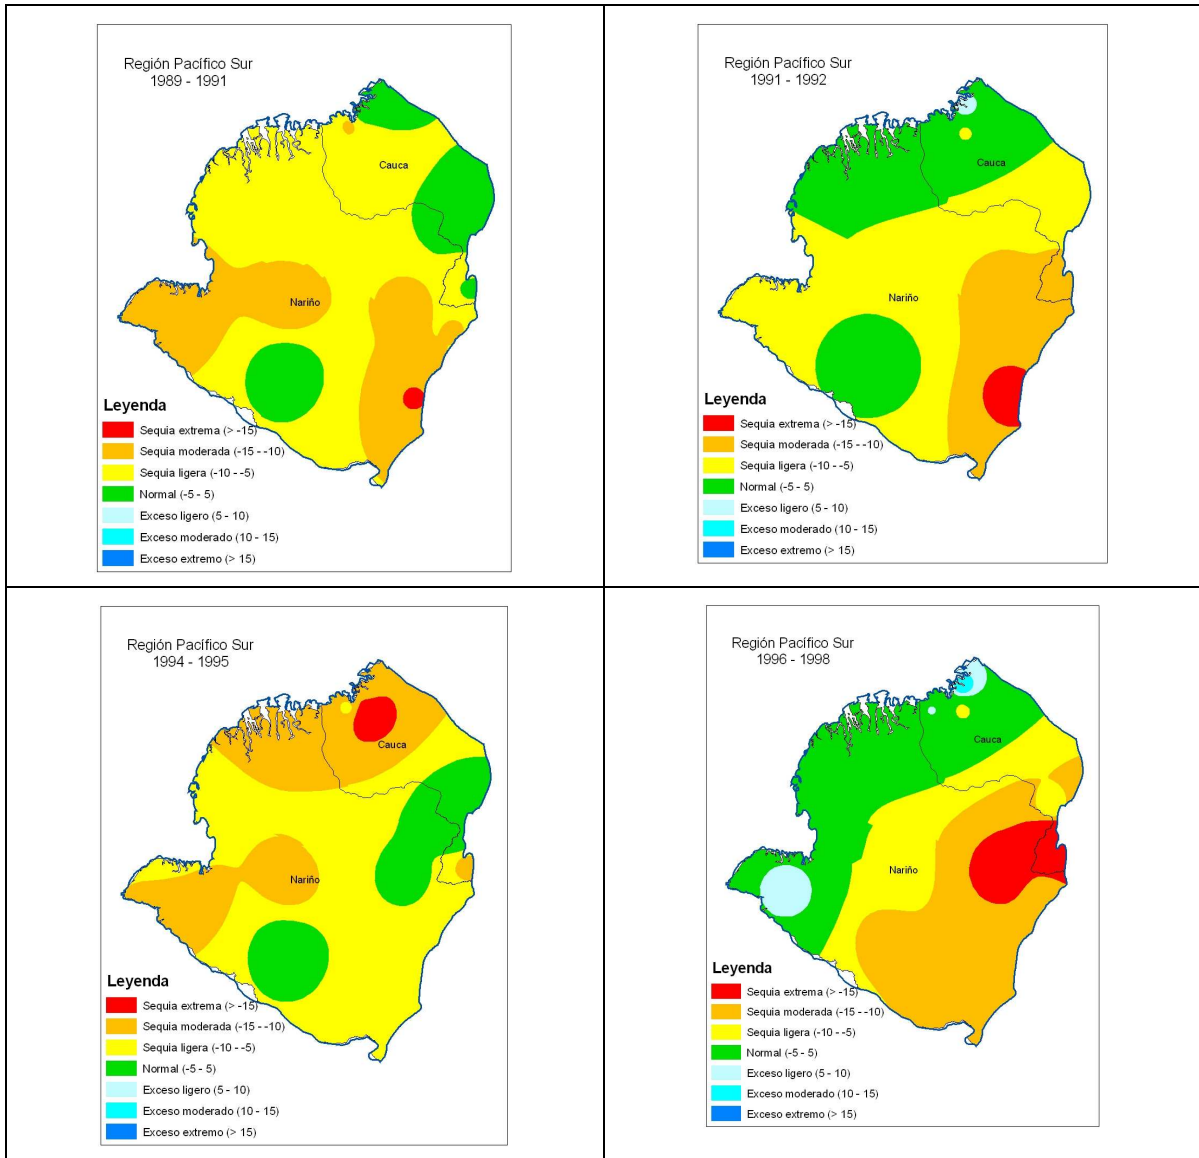 Región Pacífico Sur
1989 - 1991
Cauca
Nariño
Leyenda
Sequia extrema (> -15)
Sequia moderada (-15 - -10)
Sequia ligera (-10 - -5)
Normal (-5 - 5)
Exceso ligero (5 - 10)
Exceso moderado (10 - 15)
Exceso extremo (> 15)
Región Pacífico Sur
1991 - 1992
Cauca
Nariño
Leyenda
Sequia extrema (> -15)
Sequia moderada (-15 - -10)
Sequia ligera (-10 - -5)
Normal (-5 - 5)
Exceso ligero (5 - 10)
Exceso moderado (10 - 15)
Exceso extremo (> 15)
Región Pacífico Sur
1994 - 1995
Cauca
Nariño
Leyenda
Sequia extrema (> -15)
Sequia moderada (-15 - -10)
Sequia ligera (-10 - -5)
Normal (-5 - 5)
Exceso ligero (5 - 10)
Exceso moderado (10 - 15)
Exceso extremo (> 15)
Región Pacífico Sur
1996 - 1998
Cauca
Nariño
Leyenda
Sequia extrema (> -15)
Sequia moderada (-15 - -10)
Sequia ligera (-10 - -5)
Normal (-5 - 5)
Exceso ligero (5 - 10)
Exceso moderado (10 - 15)
Exceso extremo (> 15)